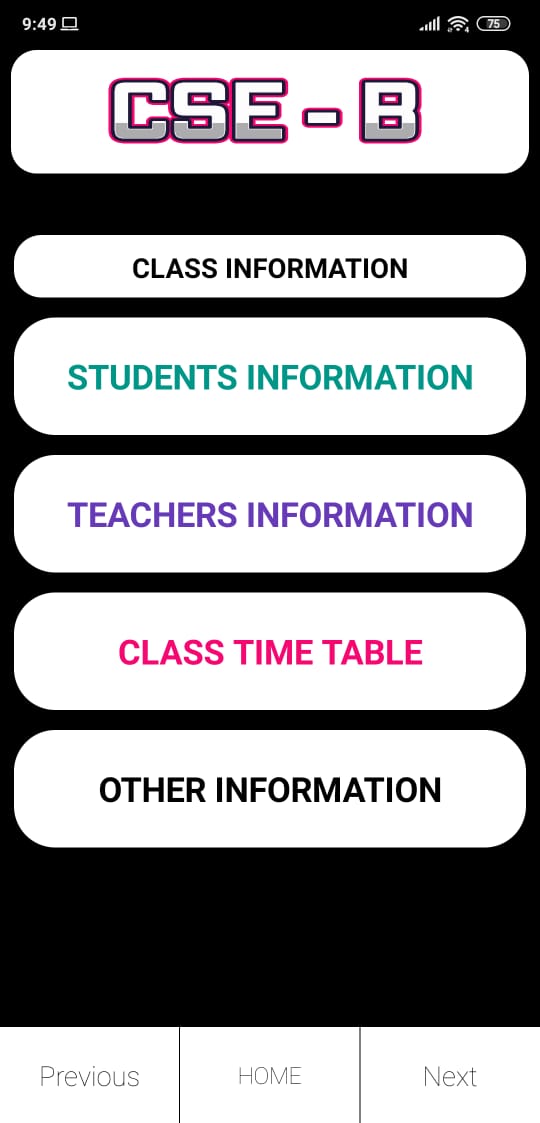 9:49
75
CSE - B
CLASS INFORMATION
STUDENTS INFORMATION
TEACHERS INFORMATION
CLASS TIME TABLE
OTHER INFORMATION
Previous HOME Next